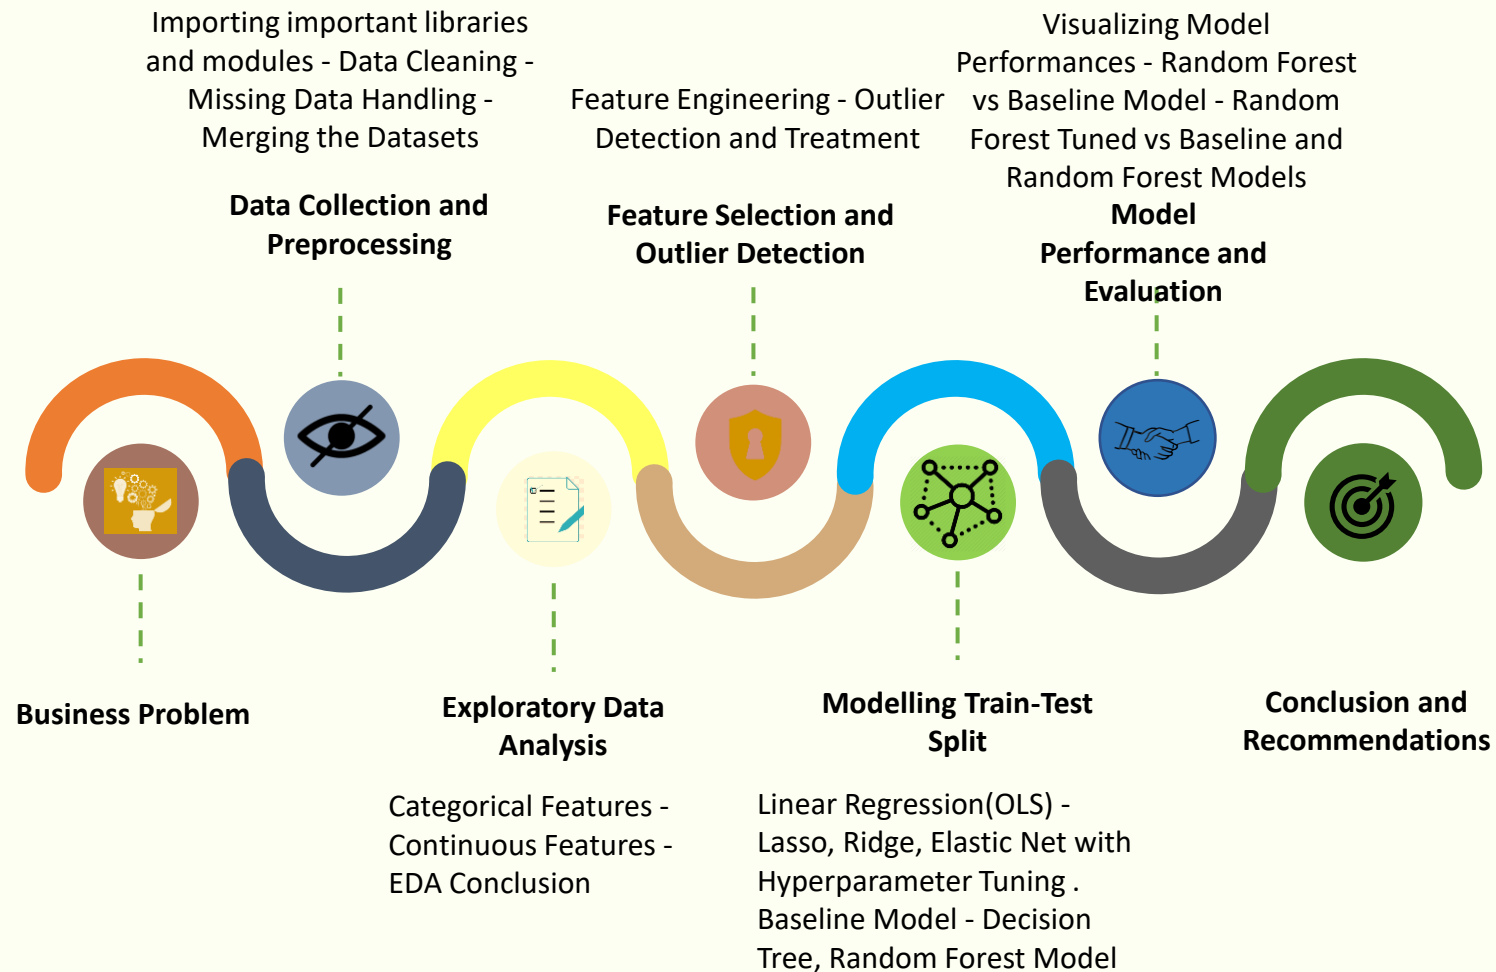 Importing important libraries
and modules - Data Cleaning -
Missing Data Handling -
Merging the Datasets
Data Collection and
Preprocessing
Feature Engineering - Outlier
Detection and Treatment
Feature Selection and
Outlier Detection
Visualizing Model
Performances - Random Forest
vs Baseline Model - Random
Forest Tuned vs Baseline and
Random Forest Models
Model
Performance and
Evaluation
Business Problem
Exploratory Data
Analysis
Categorical Features -
Continuous Features -
EDA Conclusion
Modelling Train-Test
Split
Linear Regression(OLS) -
Lasso, Ridge, Elastic Net with
Hyperparameter Tuning .
Baseline Model - Decision
Tree, Random Forest Model
Conclusion and
Recommendations